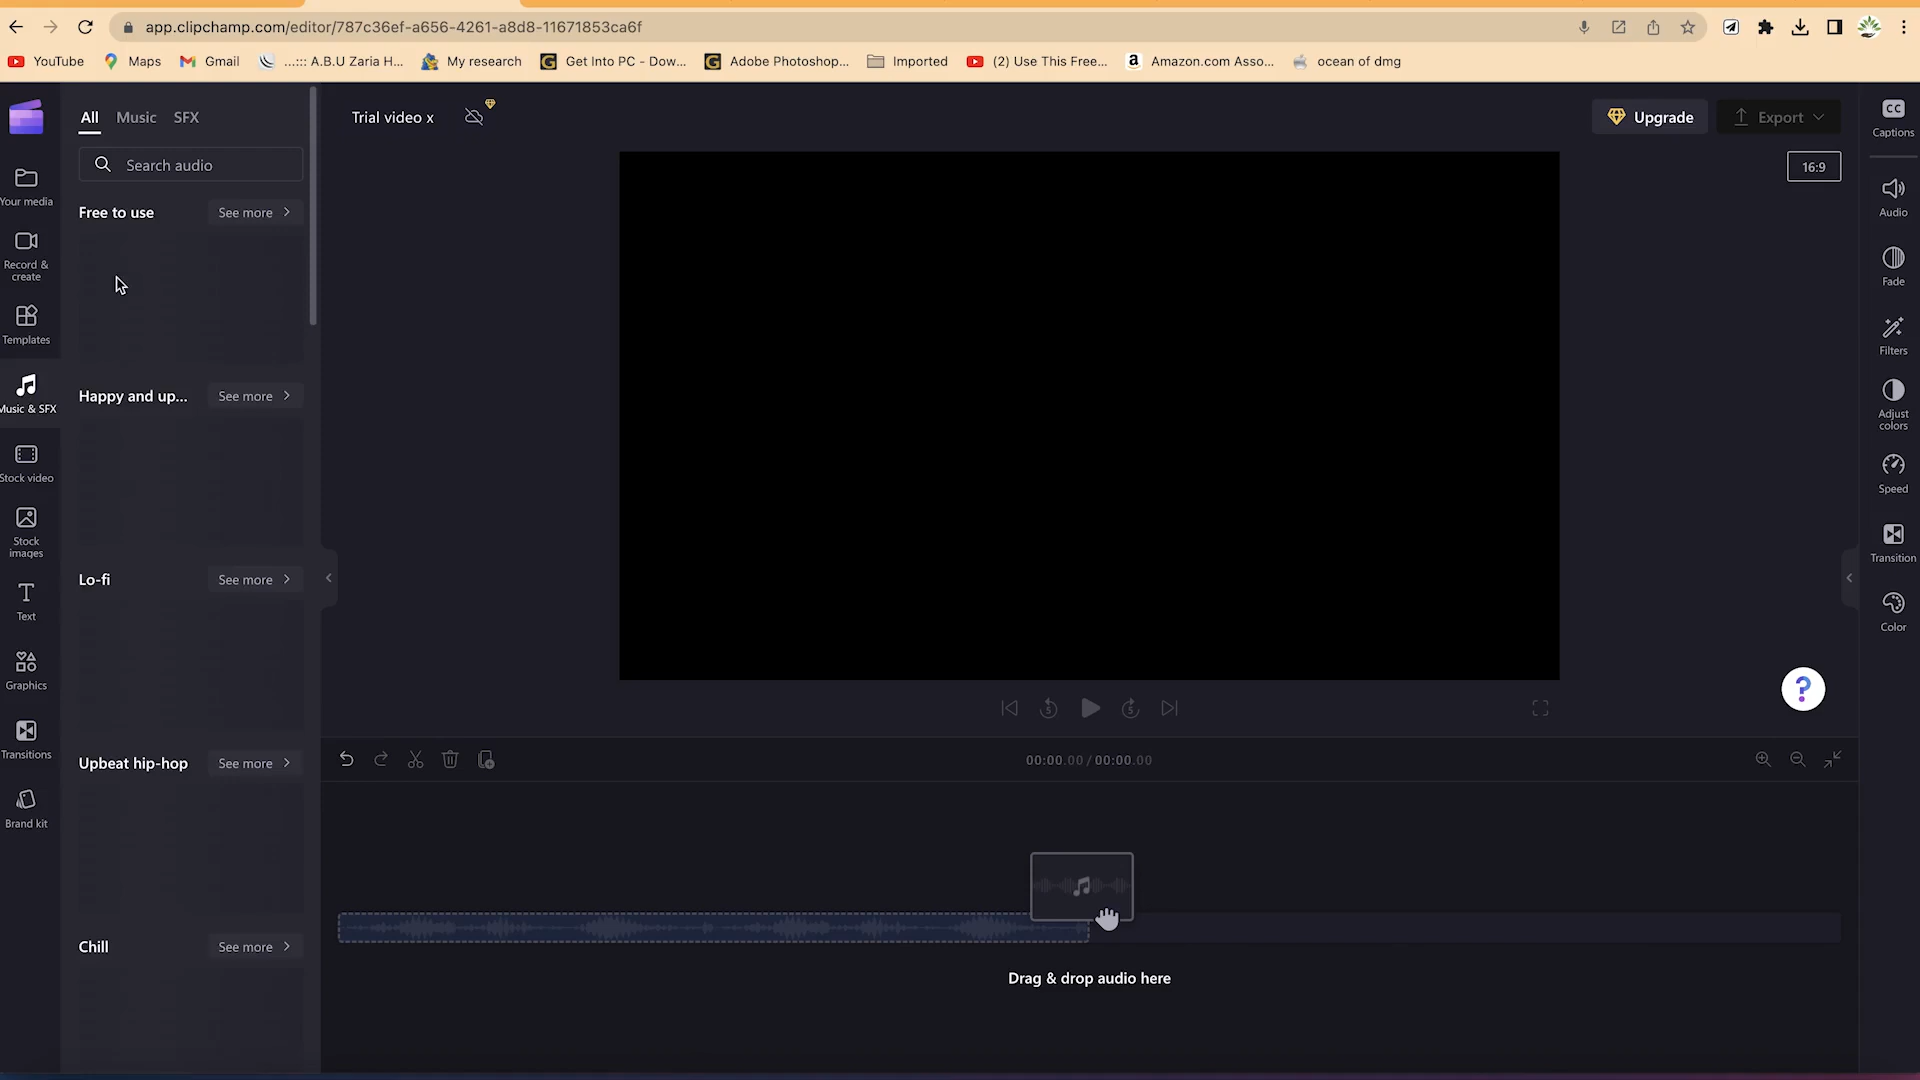 app.clipchamp.com/editor/787c36ef-a656-4261-a8d8-11671853ca6f
YouTube
Maps
Gmail
...::: A.B.U Zaria H...
My research
Get Into PC - Dow...
Adobe Photoshop...
Imported
(2) Use This Free...
Amazon.com Asso...
ocean of dmg
All
Music
SFX
Search audio
Free to use
See more
Happy and up...
See more
Lo-fi
See more
Upbeat hip-hop
See more
Chill
See more
Your media
Record &
create
Templates
Music & SFX
Stock video
Stock
images
Text
Graphics
Transitions
Brand kit
Trial video x
Upgrade
Export
16:9
5
5
?
00:00.00 / 00:00.00
Drag & drop audio here
CC
Captions
Audio
Fade
Filters
Adjust
colors
Speed
Transition
Color